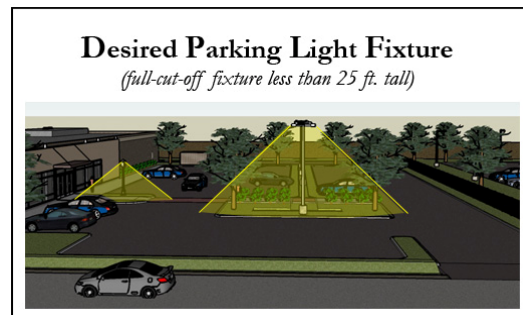 Desired Parking Light Fixture
(full-cut-off fixture less than 25 ft. tall)